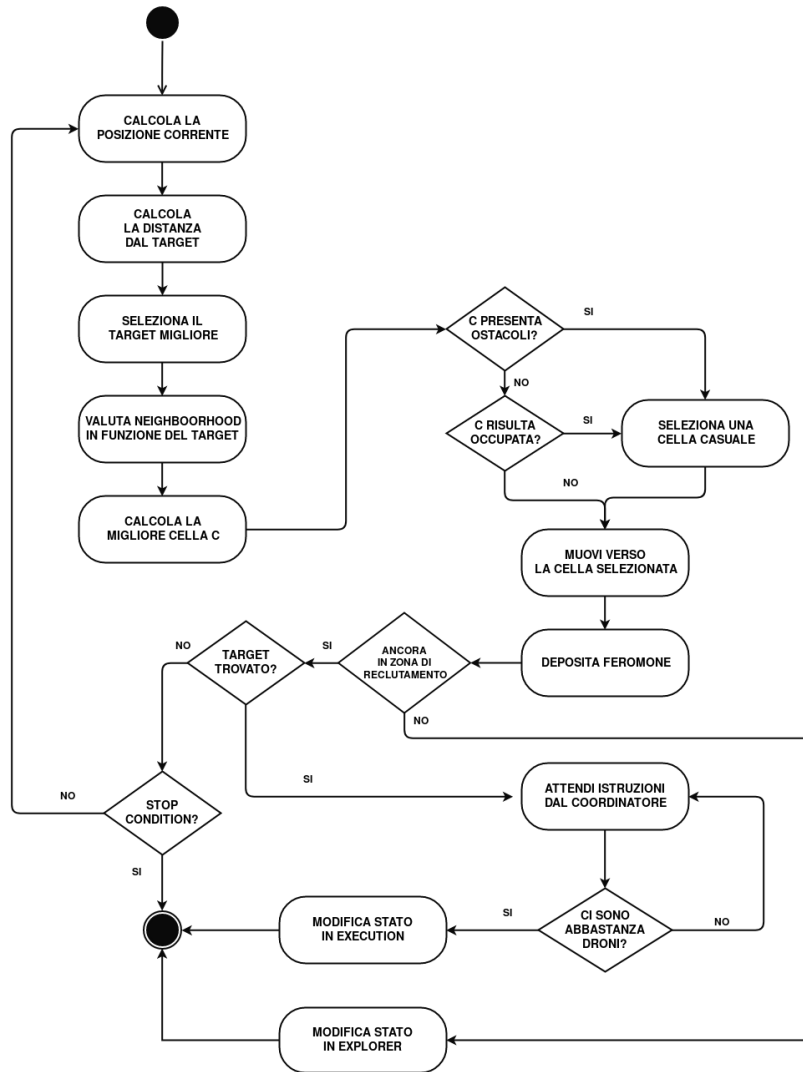 CALCOLA LA
POSIZIONE CORRENTE
CALCOLA
LA DISTANZA
DAL TARGET
SELEZIONA IL
TARGET MIGLIORE
VALUTA NEIGHBOORHOOD
IN FUNZIONE DEL TARGET
CALCOLA LA
MIGLIORE CELLA C
C PRESENTA
OSTACOLI?
SI
NO
C RISULTA
OCCUPATA?
SI
NO
SELEZIONA UNA
CELLA CASUALE
MUOVI VERSO
LA CELLA SELEZIONATA
DEPOSITA FEROMONE
ANCORA
IN ZONA DI
RECLUTAMENTO
SI
NO
TARGET
TROVATO?
NO
SI
STOP
CONDITION?
NO
SI
ATTENDI ISTRUZIONI
DAL COORDINATORE
CI SONO
ABBASTANZA
DRONI?
SI
NO
MODIFICA STATO
IN EXECUTION
MODIFICA STATO
IN EXPLORER